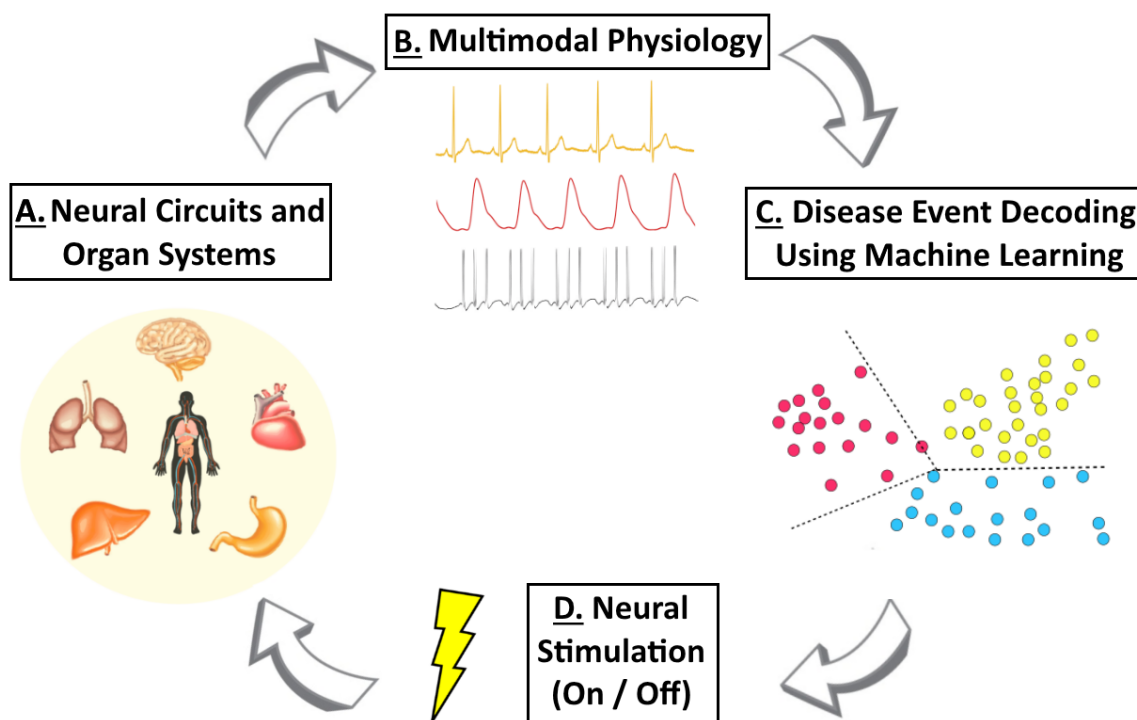 B. Multimodal Physiology
A. Neural Circuits and
Organ Systems
C. Disease Event Decoding
Using Machine Learning
D. Neural
Stimulation
(On / Off)